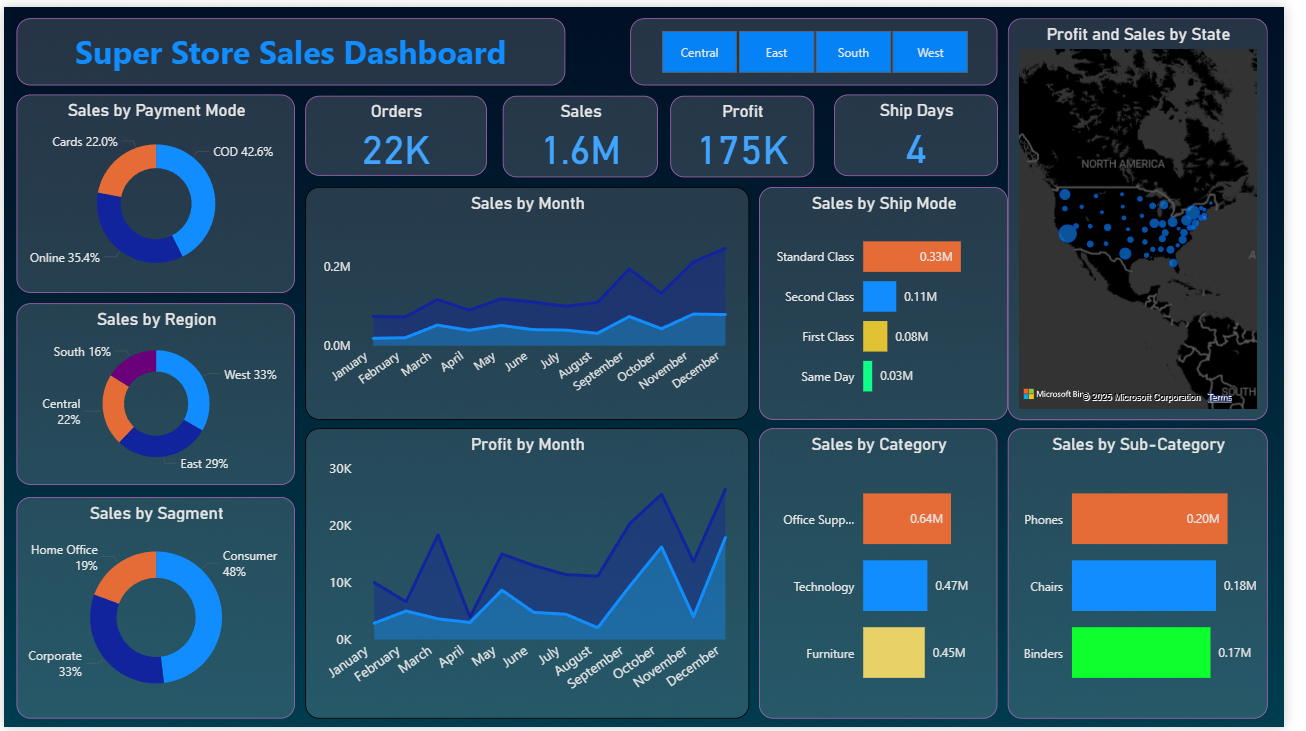 Super Store Sales Dashboard
Central
East
South
West
Profit and Sales by State
NORTH AMERICA
A
SOUTH
Microsoft Bin
© 2025 Microsoft Corporation
Terms
Sales by Payment Mode
Cards 22.0%
COD 42.6%
Online 35.4%
Orders
22K
Sales
1.6M
Profit
175K
Ship Days
4
Sales by Month
0.2M
0.0M
January
February
March
April
May
June
July
August
September
October
November
December
Sales by Ship Mode
Standard Class
0.33M
Second Class
0.11M
First Class
0.08M
Same Day
0.03M
Sales by Region
South 16%
West 33%
Central
22%
East 29%
Profit by Month
30K
20K
10K
0K
January
February
March
April
May
June
July
August
September
October
November
December
Sales by Category
Office Supp...
0.64M
Technology
0.47M
Furniture
0.45M
Sales by Sub-Category
Phones
0.20M
Chairs
0.18M
Binders
0.17M
Sales by Sagment
Home Office
19%
Consumer
48%
Corporate
33%